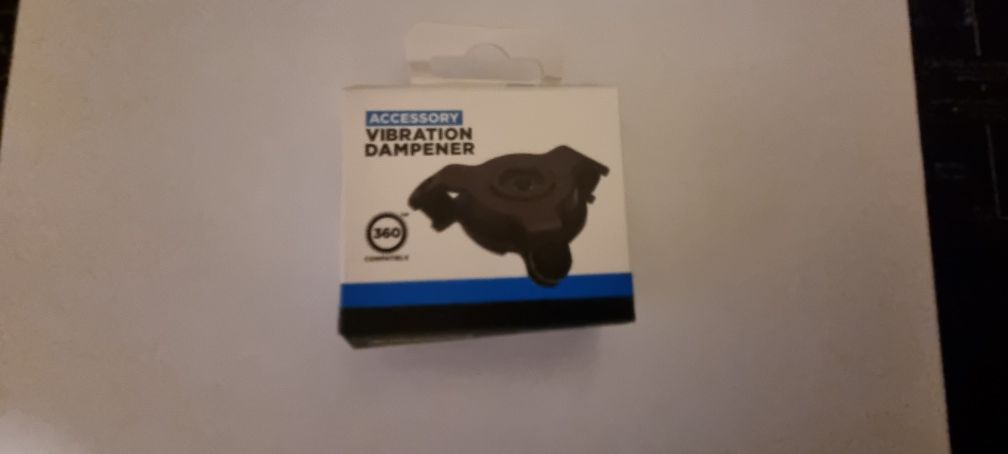 ACCESSORY
VIBRATION
DAMPENER
360
COMPATIBLE